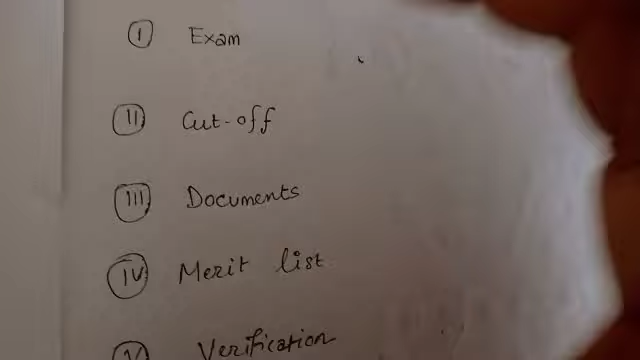 I Exam
II Cut-off
III Documents
IV Merit list
V Verification